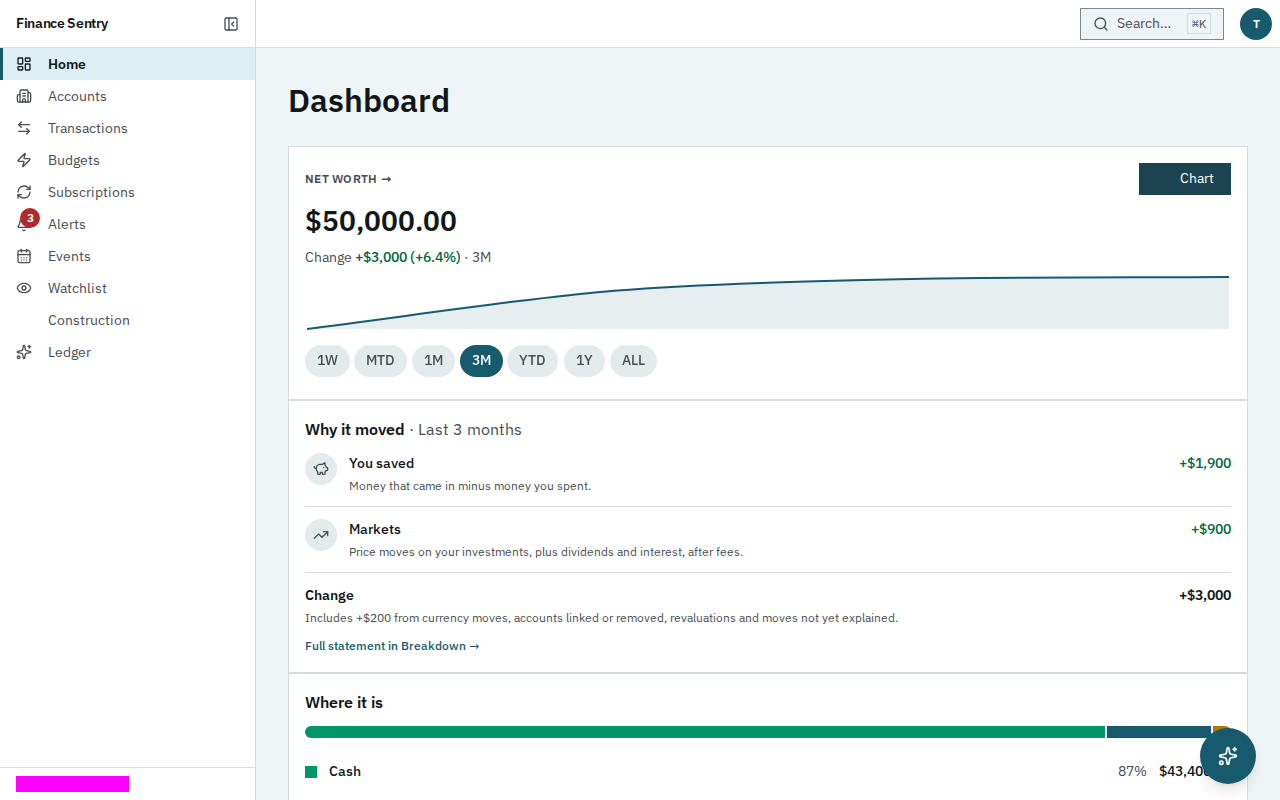 Finance Sentry
Search... ⌘K
T
Home
Accounts
Transactions
Budgets
Subscriptions
3
Alerts
Events
Watchlist
Construction
Ledger
Dashboard
NET WORTH →
Chart
$50,000.00
Change +$3,000 (+6.4%) · 3M
1W MTD 1M 3M YTD 1Y ALL
Why it moved · Last 3 months
You saved +$1,900
Money that came in minus money you spent.
Markets +$900
Price moves on your investments, plus dividends and interest, after fees.
Change +$3,000
Includes +$200 from currency moves, accounts linked or removed, revaluations and moves not yet explained.
Full statement in Breakdown →
Where it is
Cash 87%